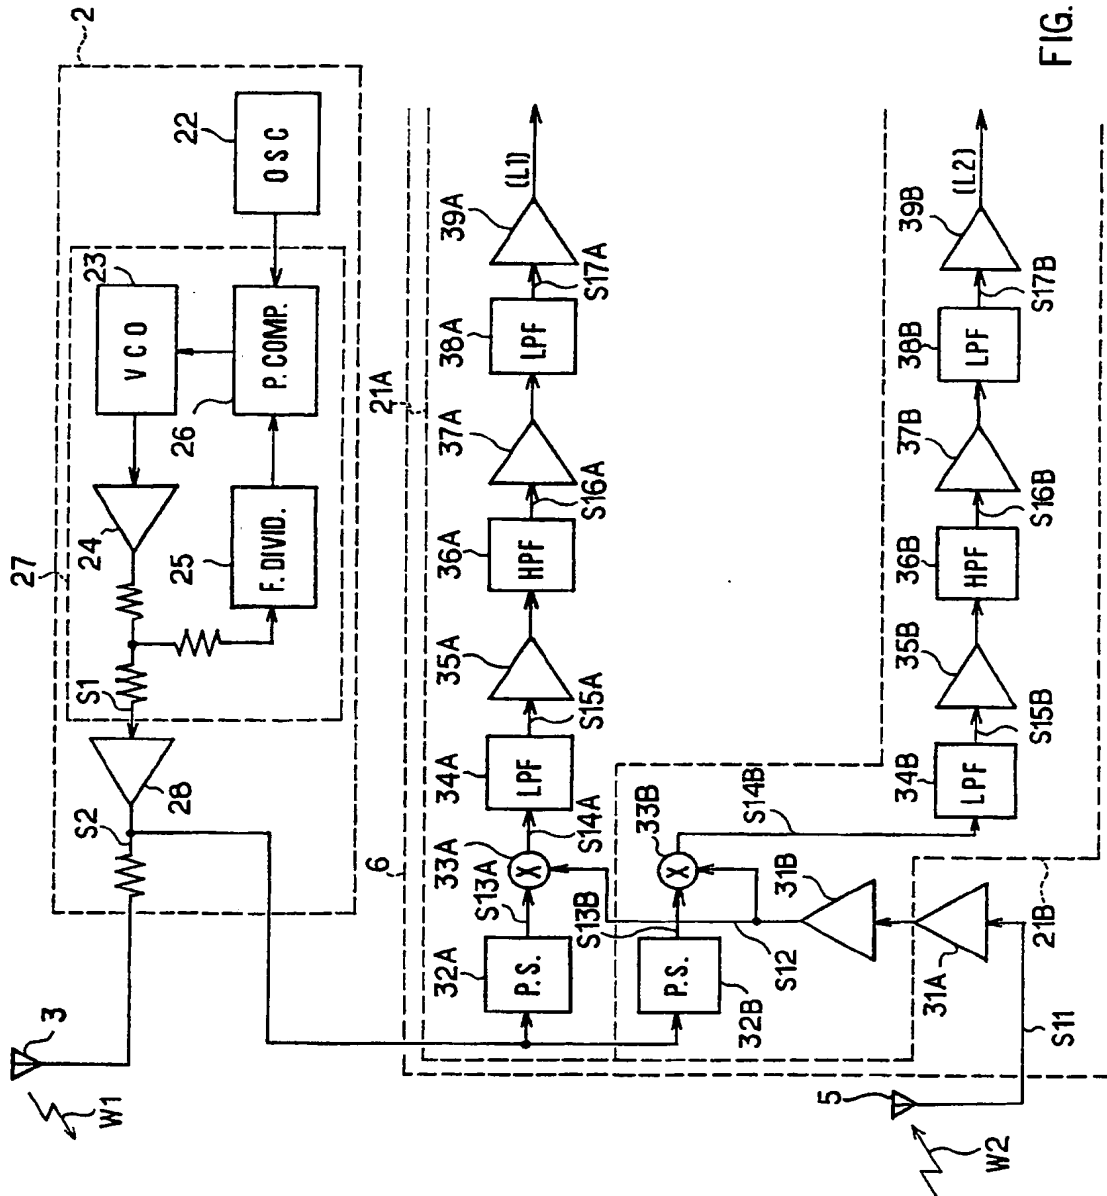 2
22
OSC
23
VCO
26
P. COMP.
24
25
F. DIVID.
27
S1
28
S2
3
W1
6
21A
32A
P.S.
S13A
33A
X
S14A
34A
LPF
S15A
35A
36A
HPF
S16A
37A
38A
LPF
S17A
39A
(L1)
32B
P.S.
S13B
33B
X
S14B
S12
31B
31A
S11
5
W2
21B
34B
LPF
S15B
35B
36B
HPF
S16B
37B
38B
LPF
S17B
39B
(L2)
FIG.